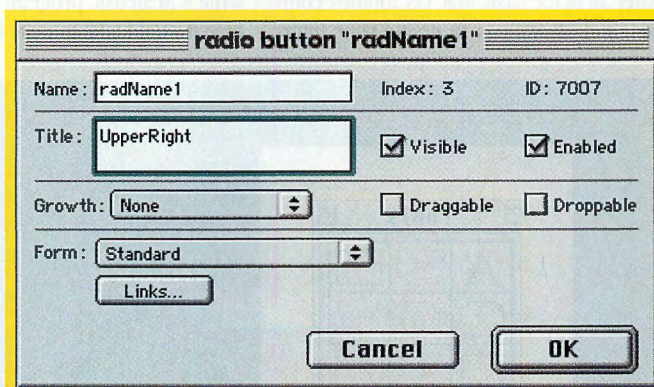 radio button "radName1"
Name: radName1 Index: 3 ID: 7007
Title: UpperRight Visible Enabled
Growth: None Draggable Droppable
Form: Standard
Links...
Cancel OK